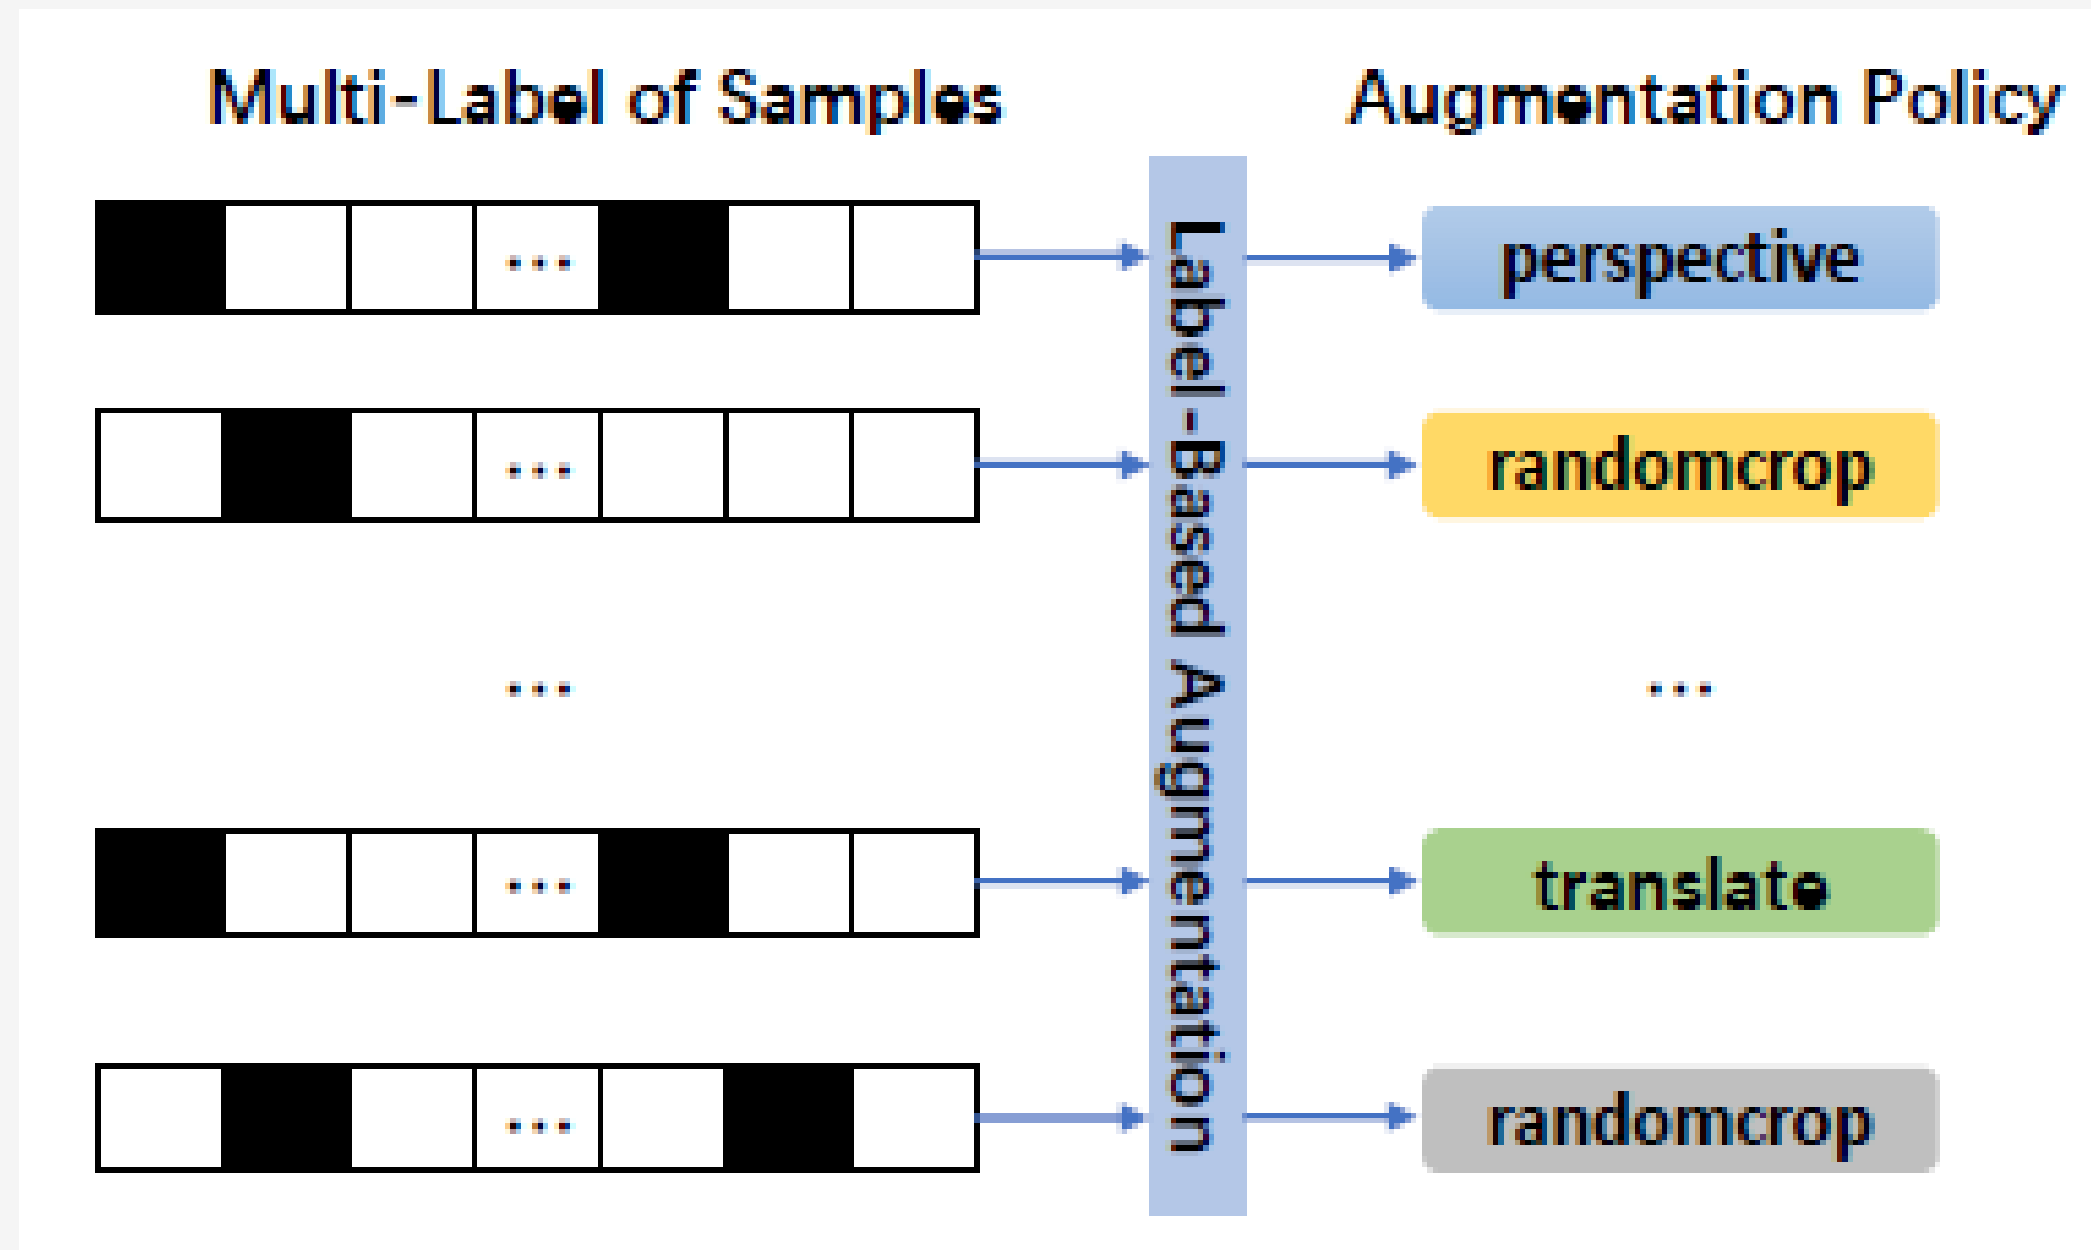 Multi-Label of Samples
Augmentation Policy
...
perspective
...
randomcrop
Label-Based Augmentation
...
...
...
translate
...
randomcrop